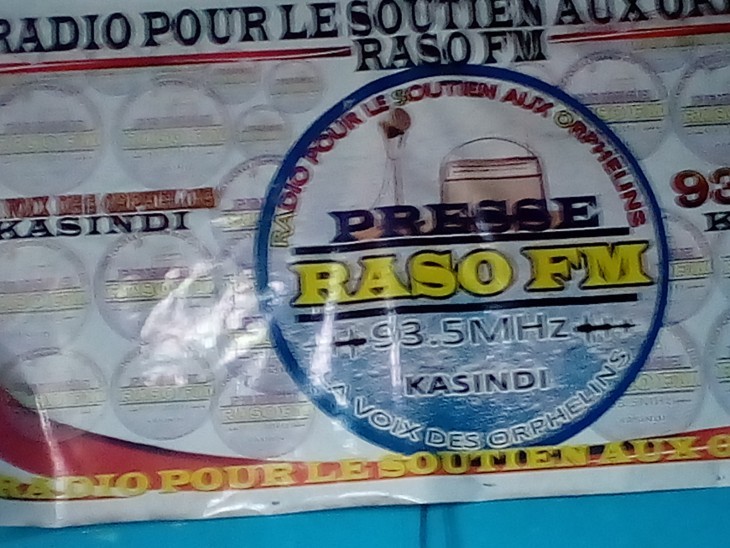 RADIO POUR LE SOUTIEN AUX
RASO FM
RADIO POUR LE SOUTIEN AUX ORPHELINS
PRESSE
RASO FM
93.5MHz
KASINDI
VOIX DES ORPHELINS
KASINDI
93
K
RADIO POUR LE SOUTIEN AUX O